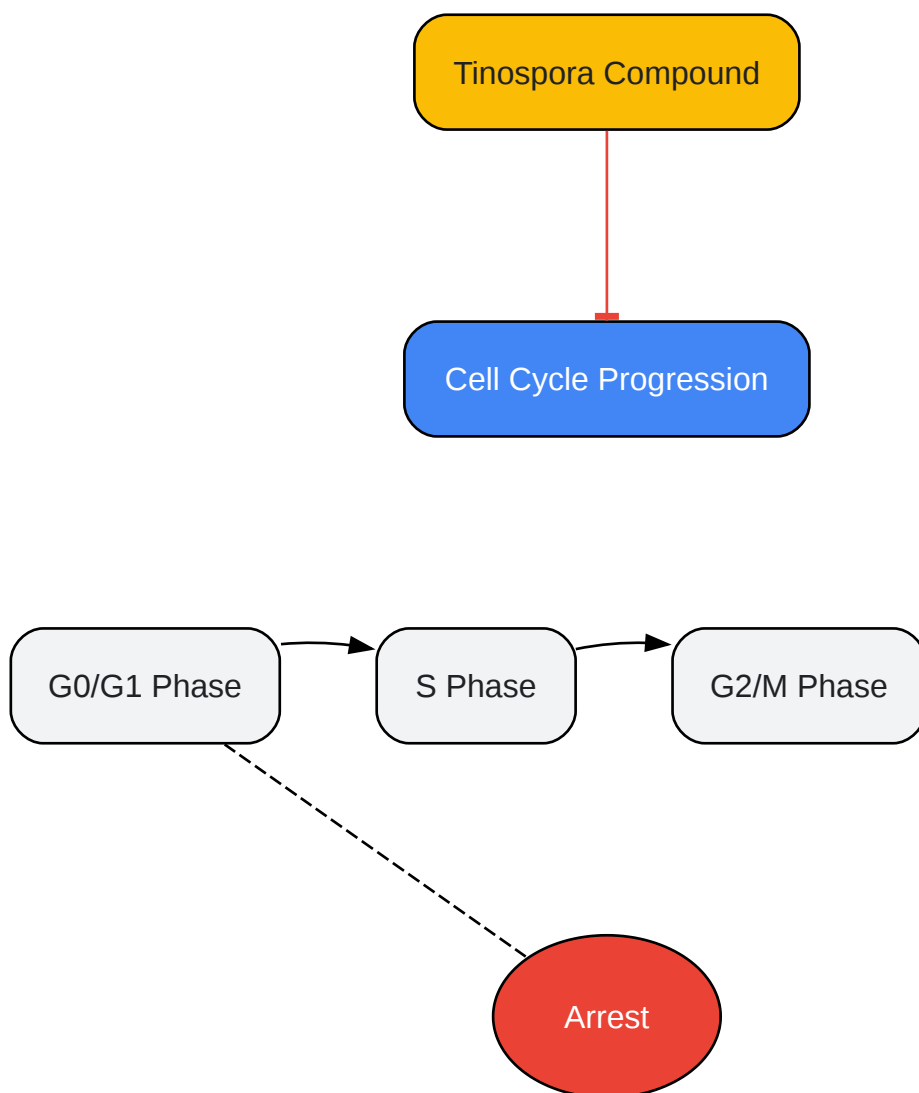 Tinospora Compound
Cell Cycle Progression
G0/G1 Phase
S Phase
G2/M Phase
Arrest